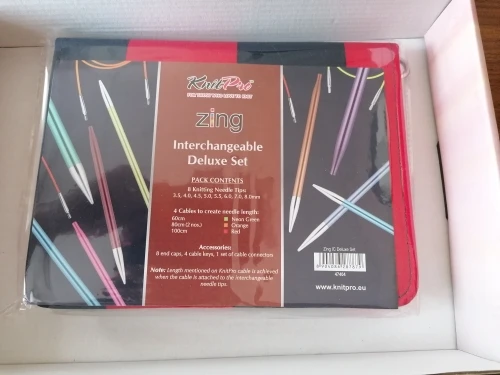 KnitPro
zing
Interchangeable
Deluxe Set
PACK CONTENTS
8 Knitting Needle Tips
3.5, 4.0, 4.5, 5.0, 5.5, 6.0, 7.0, 8.0mm
4 Cables to create needle length:
60cm Neon Green
80cm (2 nos.) Orange
100cm Red
Accessories:
8 end caps, 4 cable keys, 1 set of cable connectors
Note: Length mentioned on KnitPro cable is achieved
when the cable is attached to the interchangeable
needle tips.
Zing IC Deluxe Set
47404
www.knitpro.eu